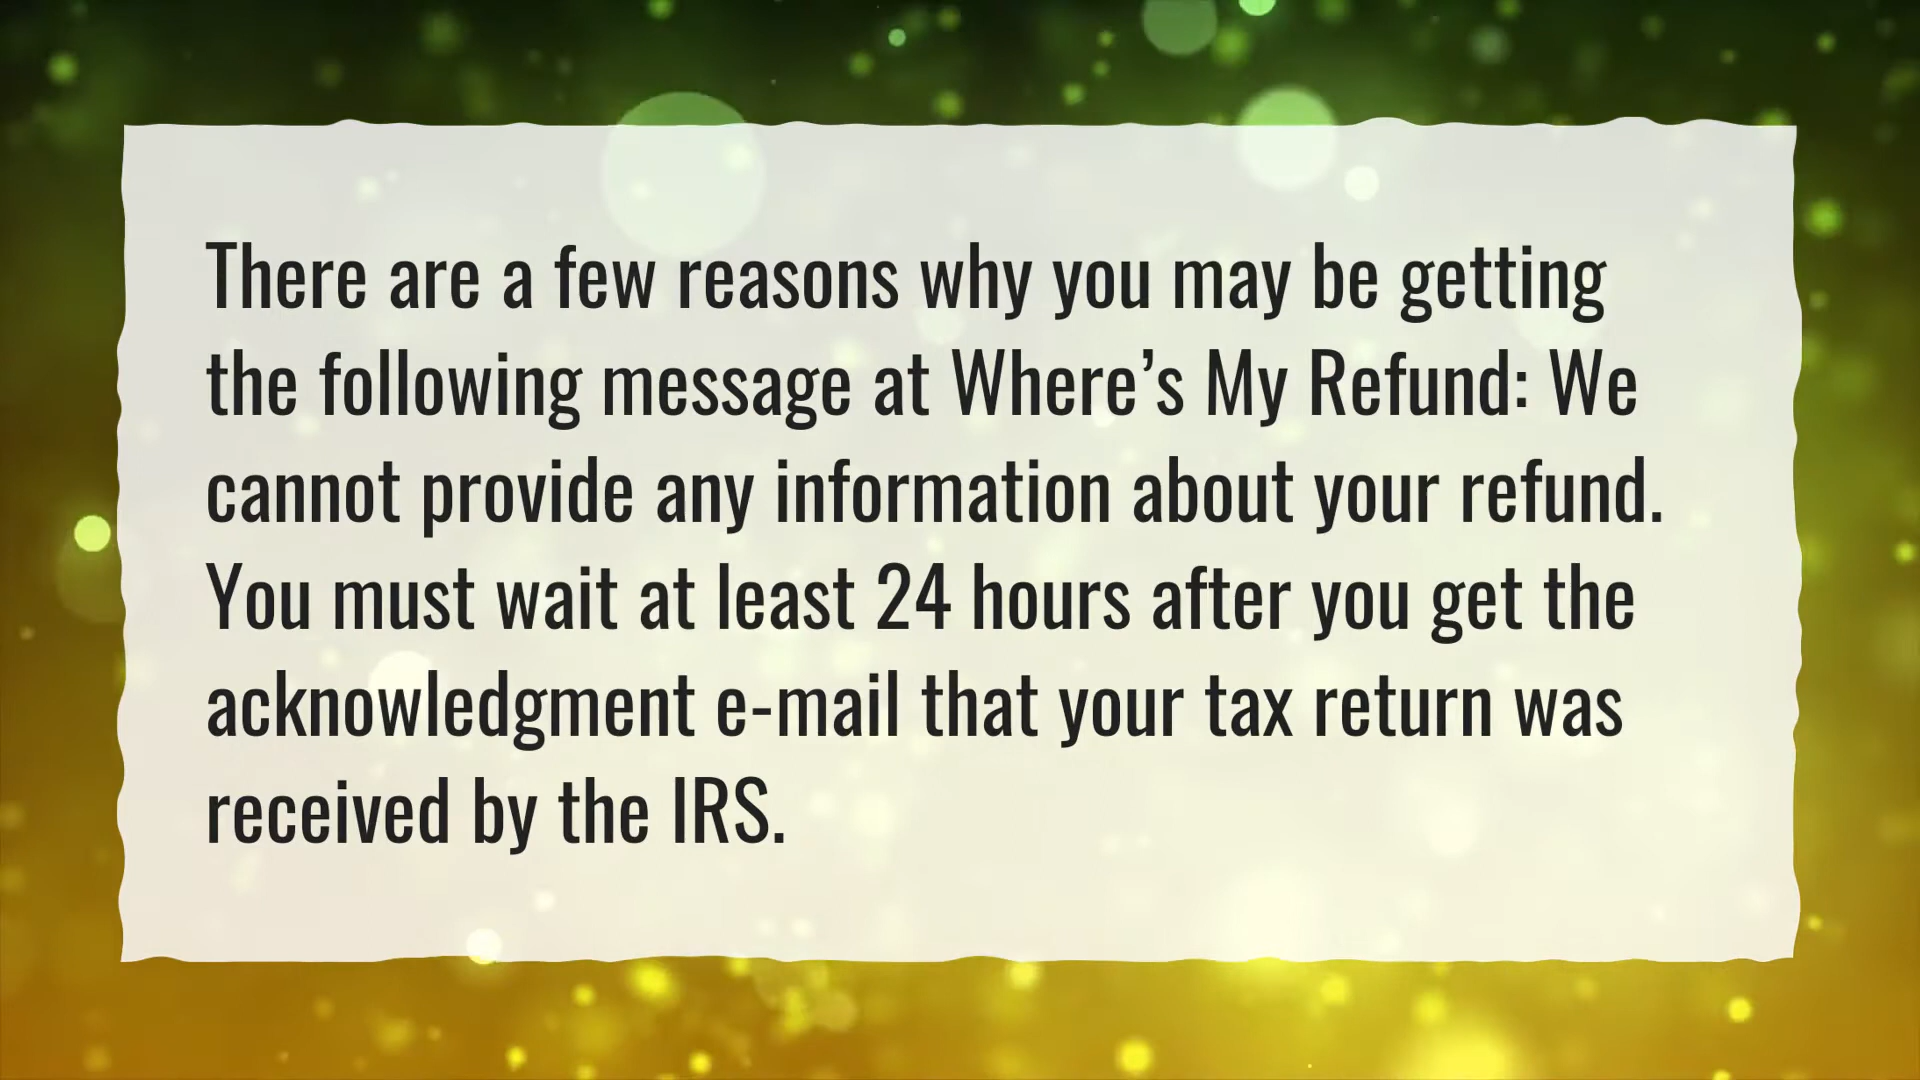 There are a few reasons why you may be getting
the following message at Where’s My Refund: We
cannot provide any information about your refund.
You must wait at least 24 hours after you get the
acknowledgment e-mail that your tax return was
received by the IRS.